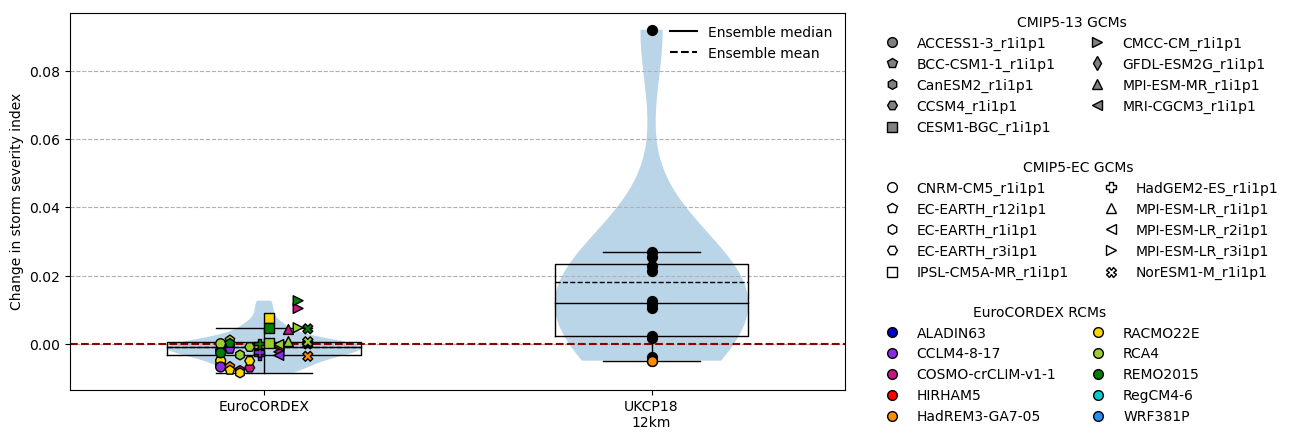 Change in storm severity index
0.08
0.06
0.04
0.02
0.00
EuroCORDEX
UKCP18
12km
Ensemble median
Ensemble mean
CMIP5-13 GCMs
ACCESS1-3_r1i1p1
BCC-CSM1-1_r1i1p1
CanESM2_r1i1p1
CCSM4_r1i1p1
CESM1-BGC_r1i1p1
CMCC-CM_r1i1p1
GFDL-ESM2G_r1i1p1
MPI-ESM-MR_r1i1p1
MRI-CGCM3_r1i1p1
CMIP5-EC GCMs
CNRM-CM5_r1i1p1
EC-EARTH_r12i1p1
EC-EARTH_r1i1p1
EC-EARTH_r3i1p1
IPSL-CM5A-MR_r1i1p1
HadGEM2-ES_r1i1p1
MPI-ESM-LR_r1i1p1
MPI-ESM-LR_r2i1p1
MPI-ESM-LR_r3i1p1
NorESM1-M_r1i1p1
EuroCORDEX RCMs
ALADIN63
CCLM4-8-17
COSMO-crCLIM-v1-1
HIRHAM5
HadREM3-GA7-05
RACMO22E
RCA4
REMO2015
RegCM4-6
WRF381P